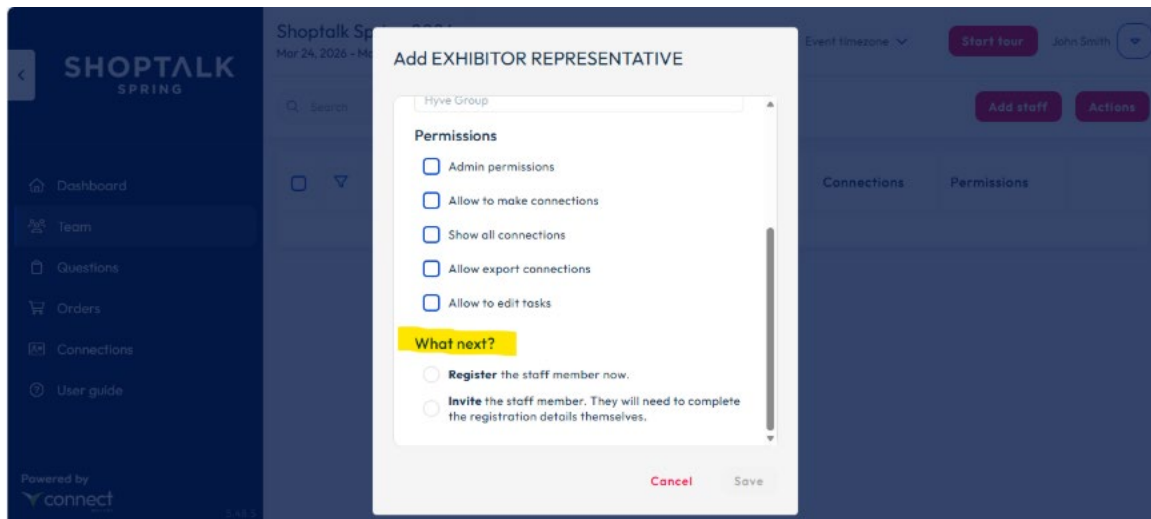 SHOPTALK
SPRING
Dashboard
Team
Questions
Orders
Connections
User guide
Powered by
connect
5.48.5
Shoptalk Sp
Mar 24, 2026 - Ma
Search
Event timezone
Start tour
John Smith
Add staff
Actions
Connections
Permissions
Add EXHIBITOR REPRESENTATIVE
Hyve Group
Permissions
Admin permissions
Allow to make connections
Show all connections
Allow export connections
Allow to edit tasks
What next?
Register the staff member now.
Invite the staff member. They will need to complete
the registration details themselves.
Cancel
Save